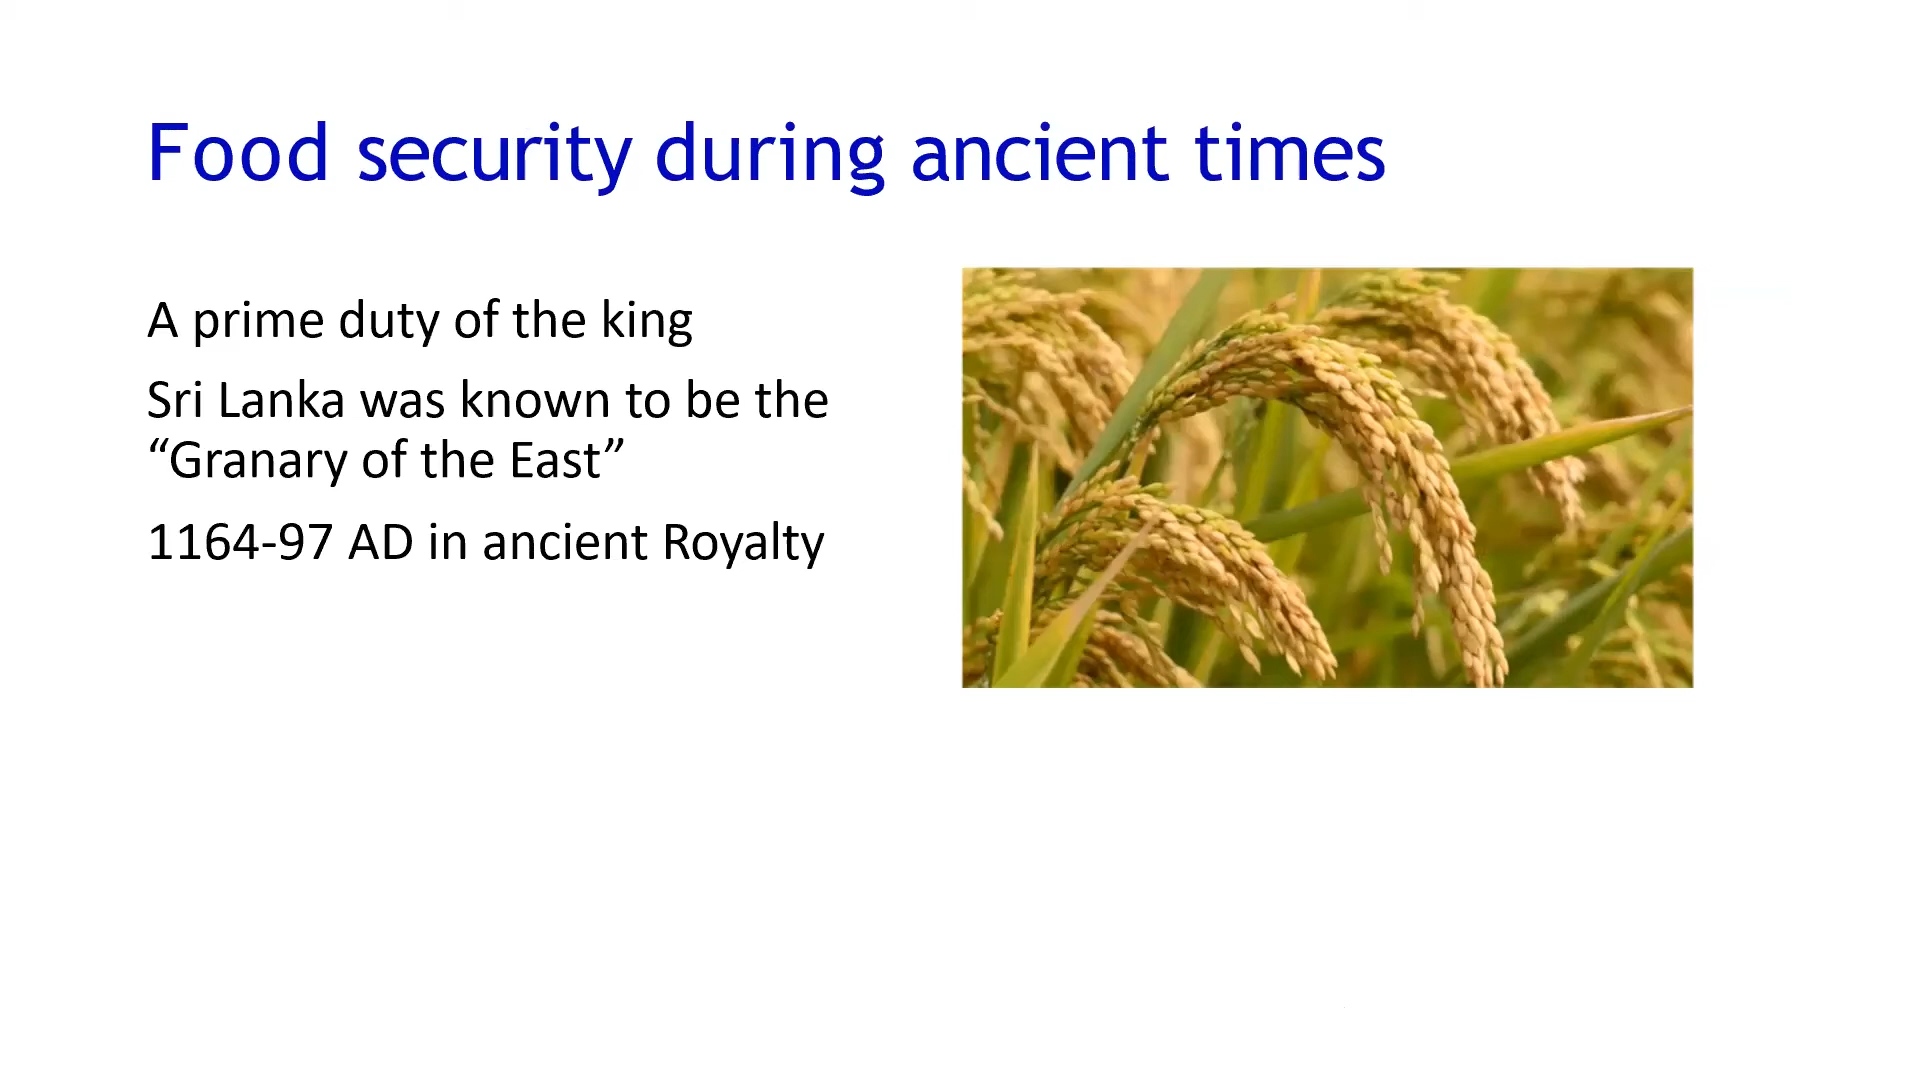 Food security during ancient times
A prime duty of the king
Sri Lanka was known to be the
“Granary of the East”
1164-97 AD in ancient Royalty